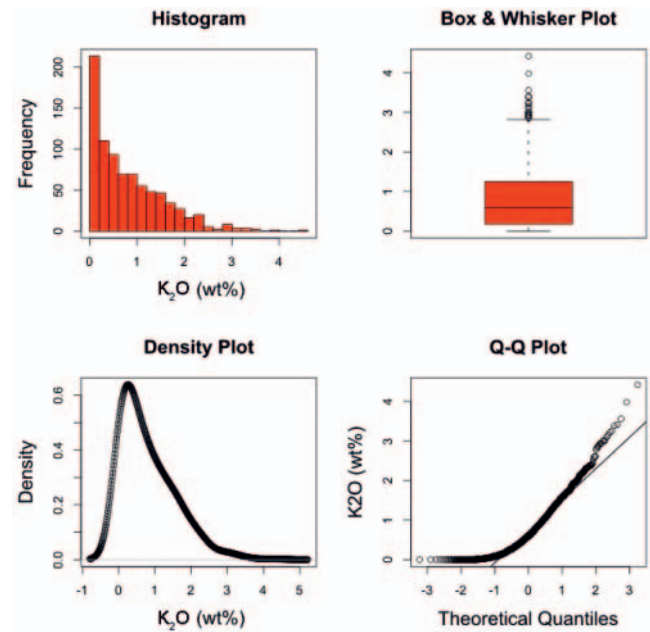 Histogram
Frequency
200
150
100
50
0
0 1 2 3 4
K₂O (wt%)
Box & Whisker Plot
4
3
2
1
0
Density Plot
Density
0.6
0.4
0.2
0.0
-1 0 1 2 3 4 5
K₂O (wt%)
Q-Q Plot
K2O (wt%)
4
3
2
1
0
-3 -2 -1 0 1 2 3
Theoretical Quantiles